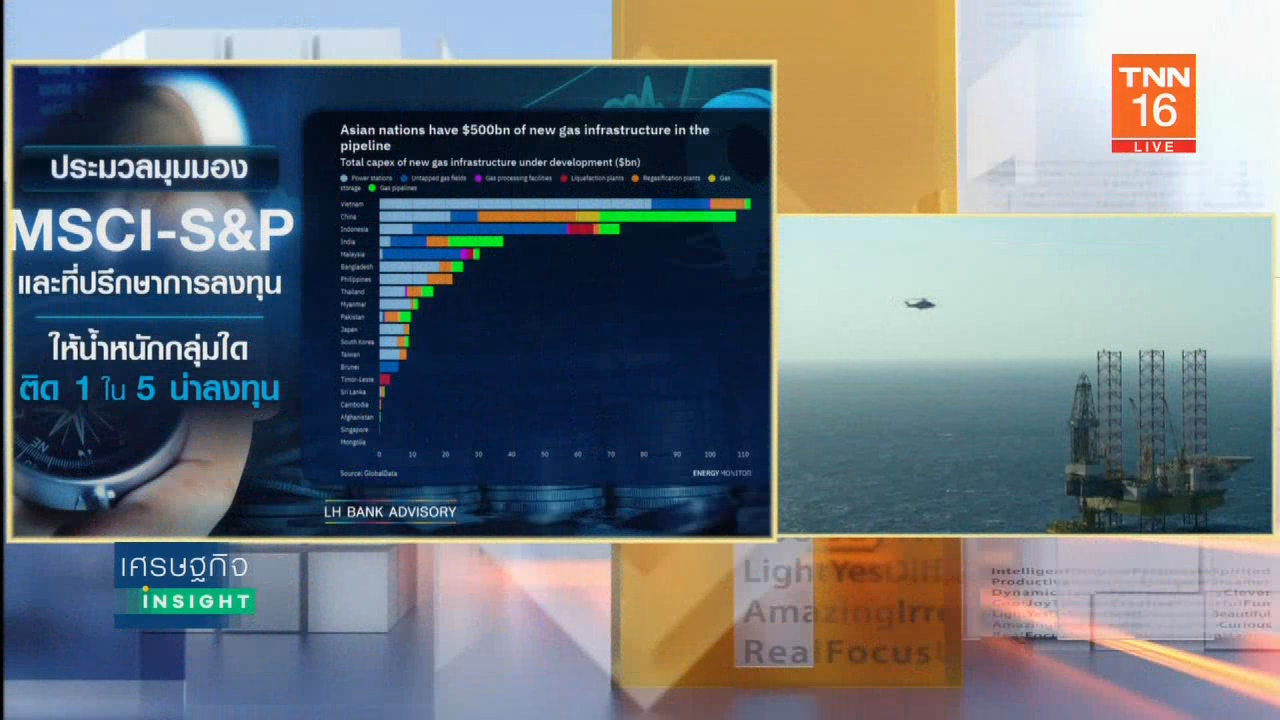 TNN
16
LIVE
ประมวลมุมมอง
MSCI-S&P
และที่ปรึกษาการลงทุน
ให้น้ำหนักกลุ่มใด
ติด 1 ใน 5 น่าลงทุน
Asian nations have $500bn of new gas infrastructure in the
pipeline
Total capex of new gas infrastructure under development ($bn)
Power stations Untapped gas fields Gas processing facilities Liquefaction plants Regasification plants Gas
storage Gas pipelines
Vietnam
China
Indonesia
India
Malaysia
Bangladesh
Philippines
Thailand
Myanmar
Pakistan
Japan
South Korea
Taiwan
Brunei
Timor-Leste
Sri Lanka
Cambodia
Afghanistan
Singapore
Mongolia
0 10 20 30 40 50 60 70 80 90 100 110
Source: GlobalData
ENERGY MONITOR
LH BANK ADVISORY
เศรษฐกิจ
INSIGHT
LightYesDiff
AmazingIrre
RealFocus
Productiv
Dynamic